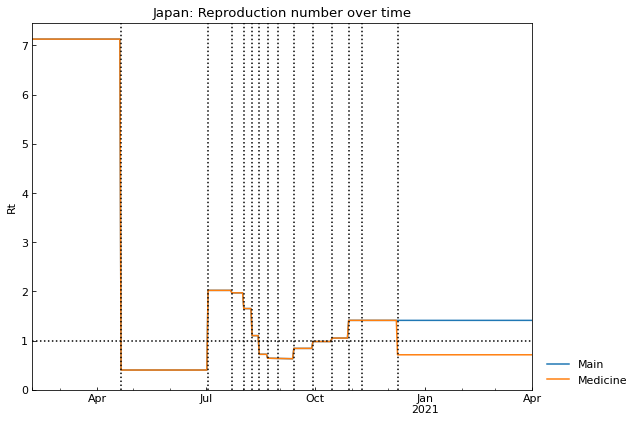 Japan: Reproduction number over time
Rt
7
6
5
4
3
2
1
0
Apr
Jul
Oct
Jan
2021
Apr
Main
Medicine